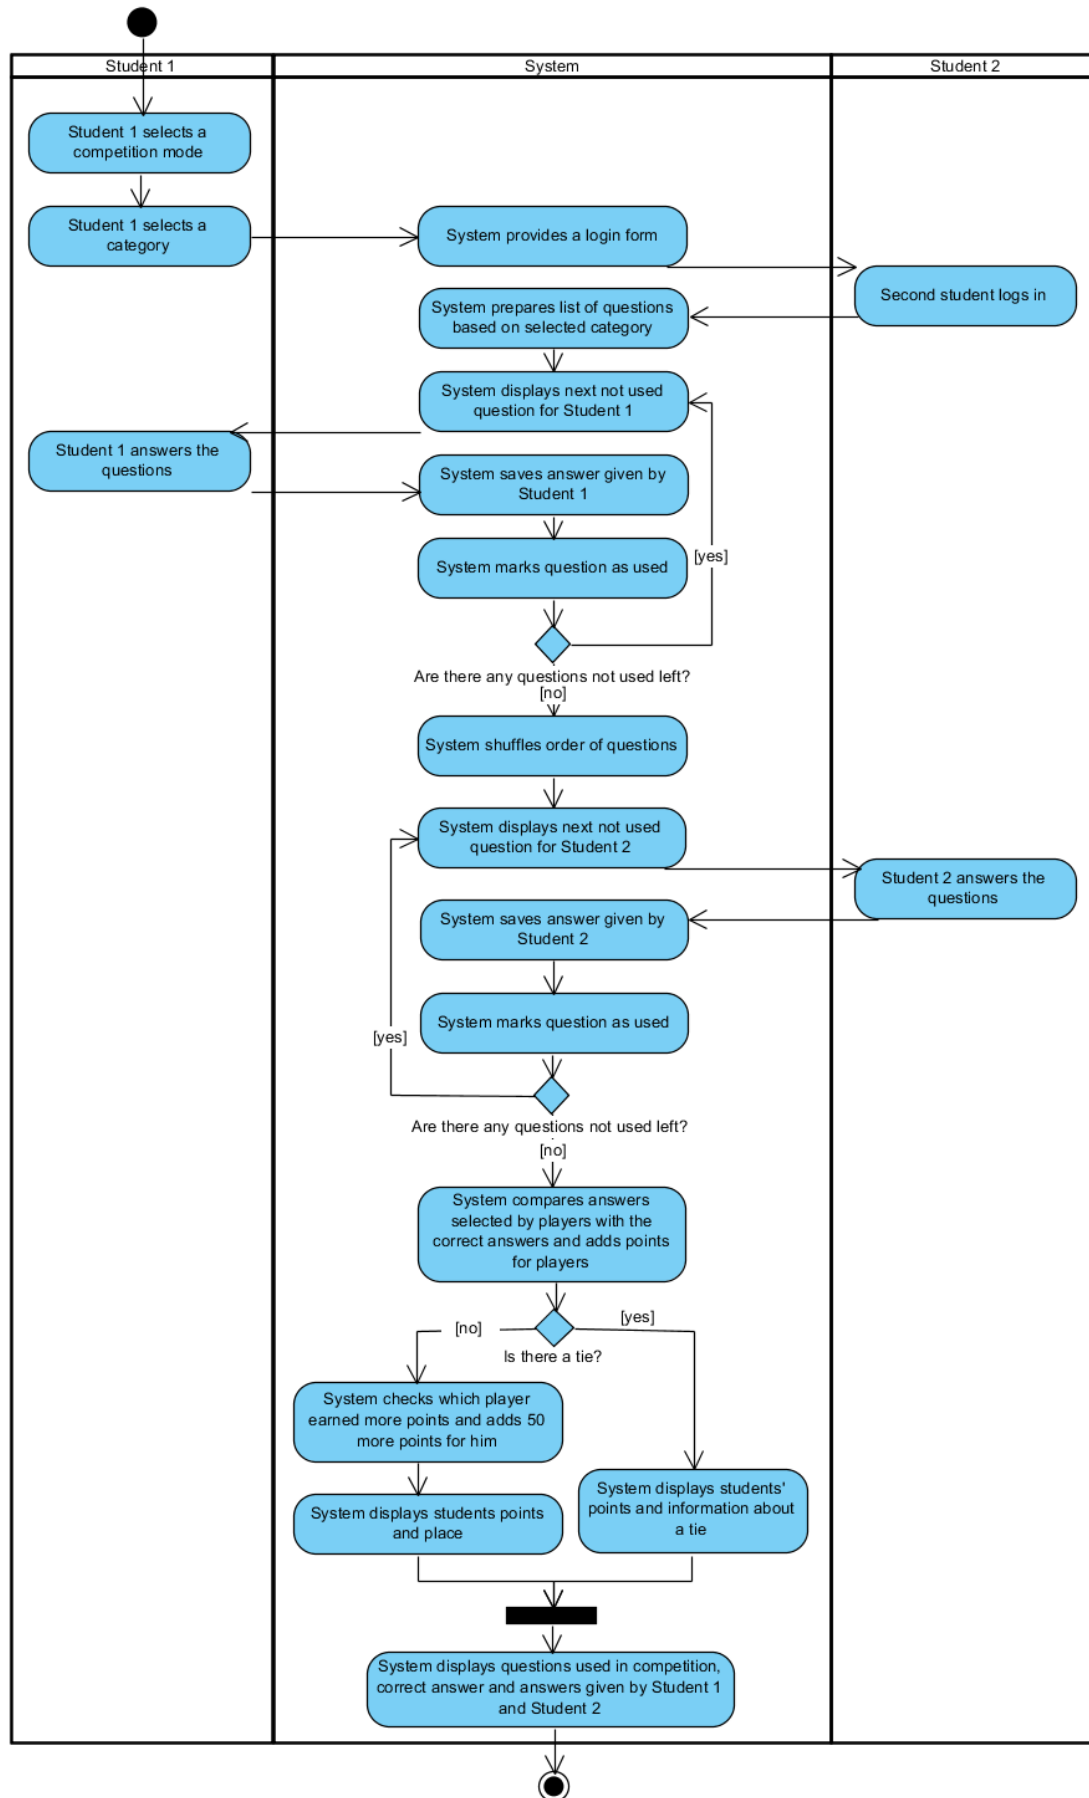 Student 1
System
Student 2
Student 1 selects a
competition mode
Student 1 selects a
category
System provides a login form
Second student logs in
System prepares list of questions
based on selected category
System displays next not used
question for Student 1
Student 1 answers the
questions
System saves answer given by
Student 1
System marks question as used
[yes]
Are there any questions not used left?
[no]
System shuffles order of questions
System displays next not used
question for Student 2
Student 2 answers the
questions
System saves answer given by
Student 2
System marks question as used
[yes]
Are there any questions not used left?
[no]
System compares answers
selected by players with the
correct answers and adds points
for players
[no]
[yes]
Is there a tie?
System checks which player
earned more points and adds 50
more points for him
System displays students points
and place
System displays students'
points and information about
a tie
System displays questions used in competition,
correct answer and answers given by Student 1
and Student 2